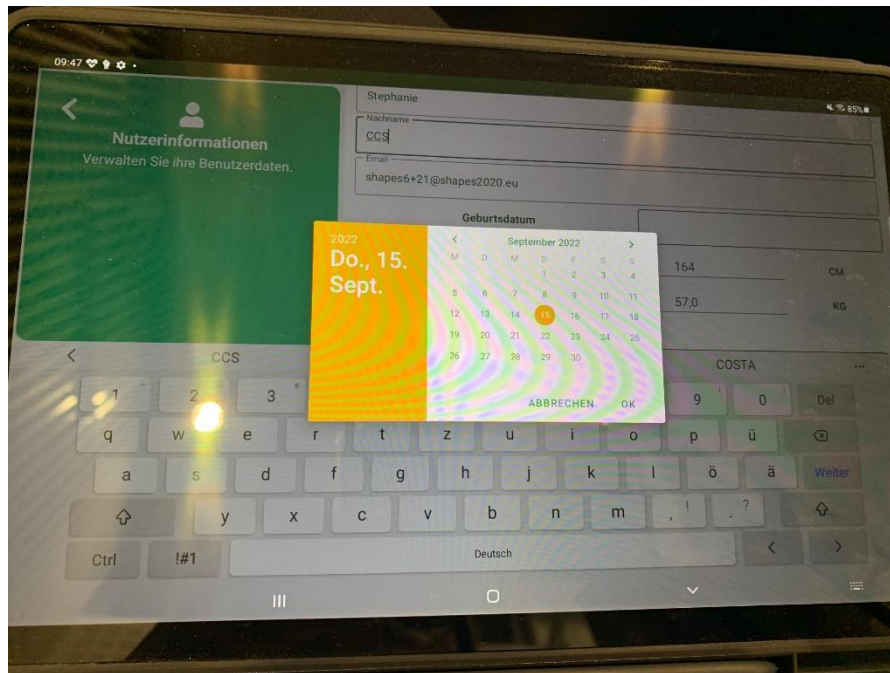 09:47
85%
Nutzerinformationen
Verwalten Sie ihre Benutzerdaten.
Stephanie
Nachname
CCS
Email
shapes6+21@shapes2020.eu
Geburtsdatum
164 CM
57,0 KG
2022
Do., 15. Sept.
September 2022
M D M D F S S
1 2 3 4
5 6 7 8 9 10 11
12 13 14 15 16 17 18
19 20 21 22 23 24 25
26 27 28 29 30
ABBRECHEN OK
CCS COSTA ...
1 2 3 9 ( 0 ) Del
q w e r t z u i o p ü
a s d f g h j k l ö ä Weiter
y x c v b n m , ! . ?
Ctrl !#1 Deutsch < >